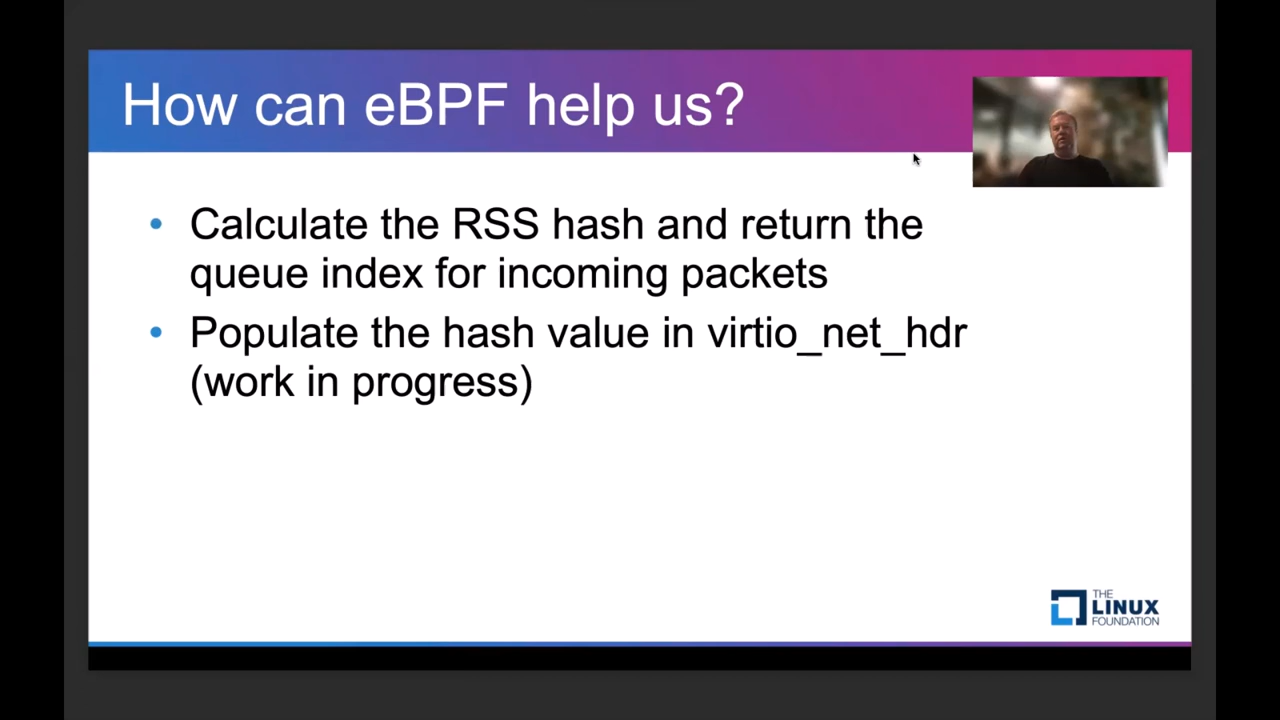 How can eBPF help us?
• Calculate the RSS hash and return the
queue index for incoming packets
• Populate the hash value in virtio_net_hdr
(work in progress)
THE
LINUX
FOUNDATION